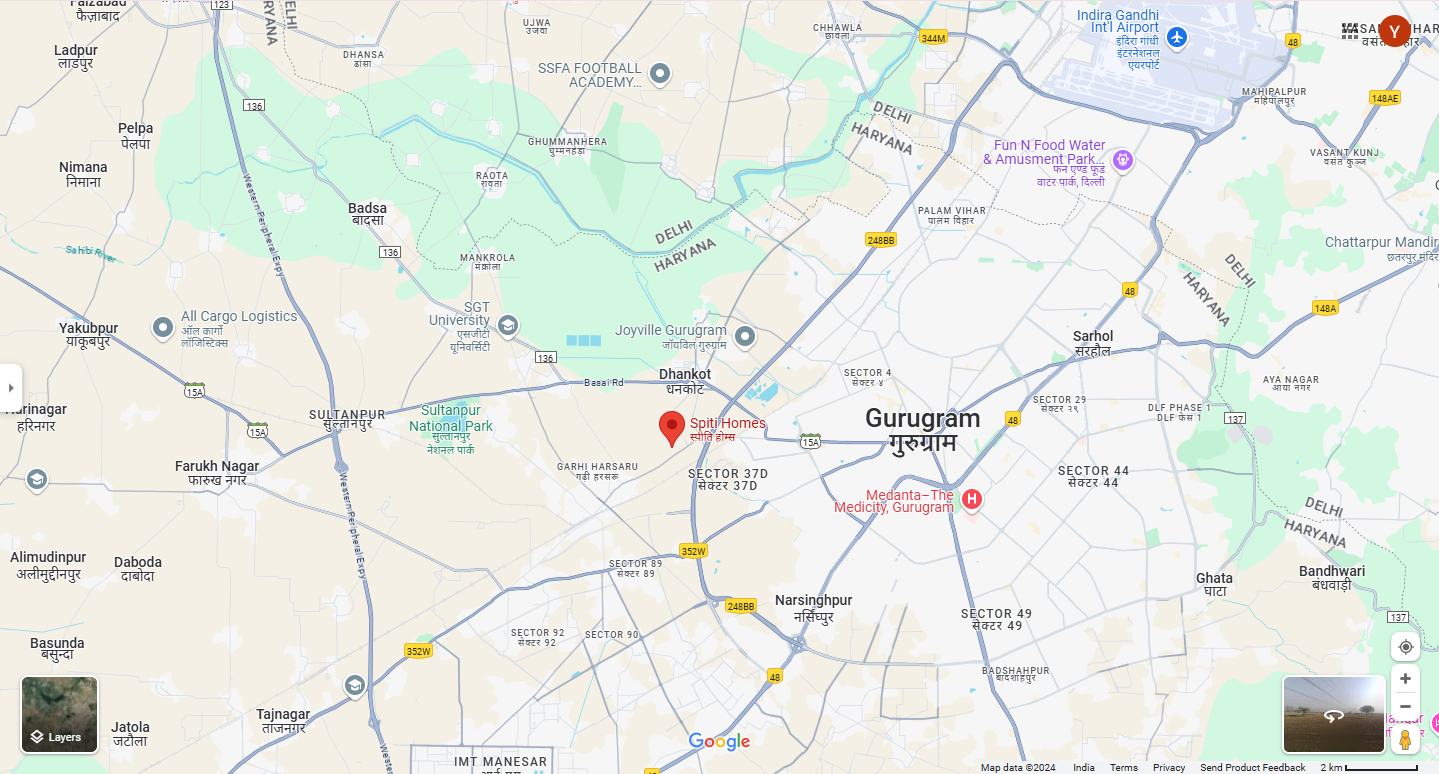 Faizabad
फैज़ाबाद
123
DELHI
HARYANA
UJWA
उजवा
CHHAWLA
छावला
344M
Indira Gandhi
Int'l Airport
इंदिरा गांधी
इंटरनेशनल
एयरपोर्ट
48
Y
Ladpur
लाडपुर
DHANSA
ढांसा
SSFA FOOTBALL
ACADEMY...
136
MAHIPALPUR
महिपालपुर
148AE
DELHI
HARYANA
Pelpa
पेलपा
GHUMMANHERA
घुम्मनहेड़ा
Fun N Food Water
& Amusment Park...
फन एण्ड फूड
वाटर पार्क, दिल्ली
VASANT KUNJ
वसंत कुञ्ज
Nimana
निमाना
RAOTA
रावता
Western Peripheral Expy
Badsa
बादसा
PALAM VIHAR
पालम विहार
DELHI
HARYANA
248BB
136
Sahibi River
MANKROLA
मंक्रोला
Chattarpur Mandir
छतरपुर मंदिर
DELHI
HARYANA
48
148A
All Cargo Logistics
ऑल कार्गो
लॉजिस्टिक्स
SGT
University
एसजीटी
यूनिवर्सिटी
Joyville Gurugram
जॉयविल गुरुग्राम
Yakubpur
याकूबपुर
Sarhol
सरहौल
136
Dhankot
धनकोट
Basai Rd
SECTOR 4
सेक्टर ४
AYA NAGAR
आया नगर
15A
Harinagar
हरिनगर
SULTANPUR
सुल्तानपुर
Sultanpur
National Park
सुल्तानपुर
नेशनल पार्क
Spiti Homes
स्पीति होम्स
Gurugram
गुरुग्राम
SECTOR 29
सेक्टर २९
DLF PHASE 1
डीएलएफ फेस १
137
48
15A
15A
Farukh Nagar
फारुख नगर
GARHI HARSARU
गढ़ी हरसरू
SECTOR 37D
सेक्टर 37D
SECTOR 44
सेक्टर 44
Medanta–The
Medicity, Gurugram
DELHI
HARYANA
Western Peripheral Expy
Alimudinpur
अलीमुद्दीनपुर
Daboda
दाबोदा
352W
SECTOR 89
सेक्टर 89
Ghata
घाटा
Bandhwari
बंधवाड़ी
248BB
Narsinghpur
नर्सिंघपुर
SECTOR 49
सेक्टर 49
137
Basunda
बसुन्दा
352W
SECTOR 92
सेक्टर 92
SECTOR 90
BADSHAHPUR
बादशाहपुर
48
Layers
Jatola
जटौला
Tajnagar
ताजनगर
Google
IMT MANESAR
48
Map data ©2024
India
Terms
Privacy
Send Product Feedback
2 km